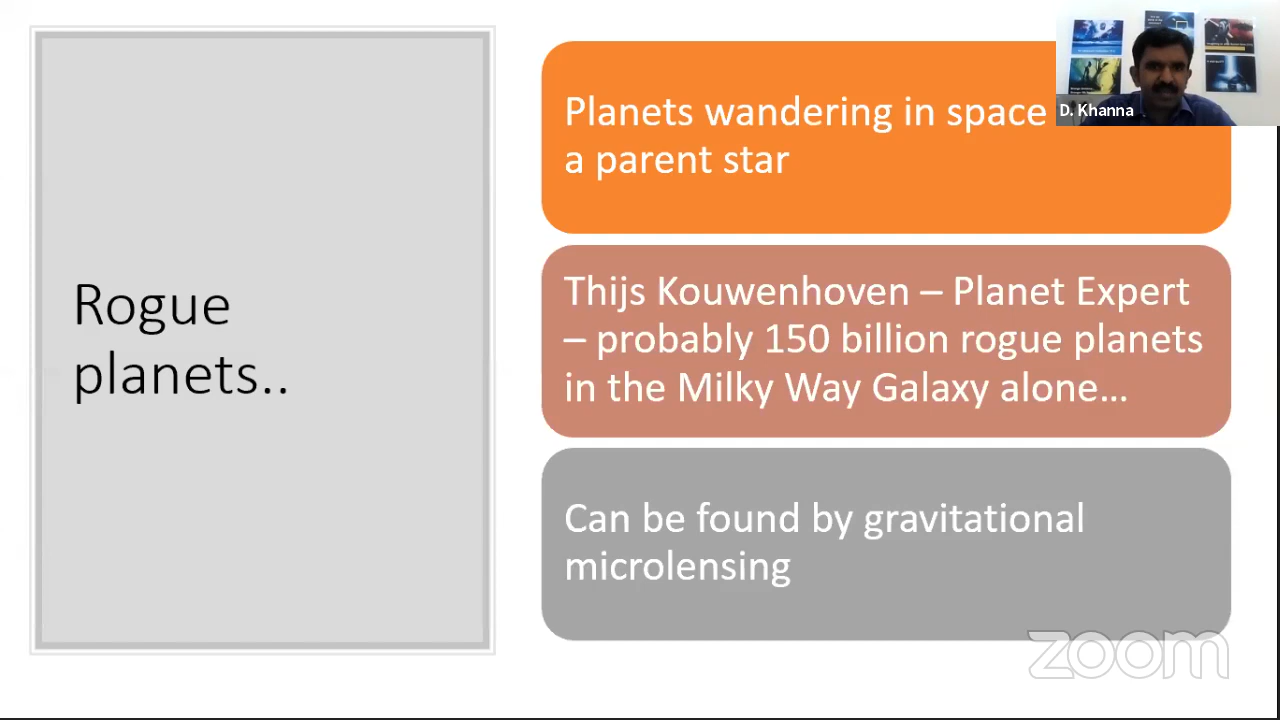 Rogue
planets..
Planets wandering in space
a parent star
Thijs Kouwenhoven – Planet Expert
– probably 150 billion rogue planets
in the Milky Way Galaxy alone…
Can be found by gravitational
microlensing
D. Khanna
zoom